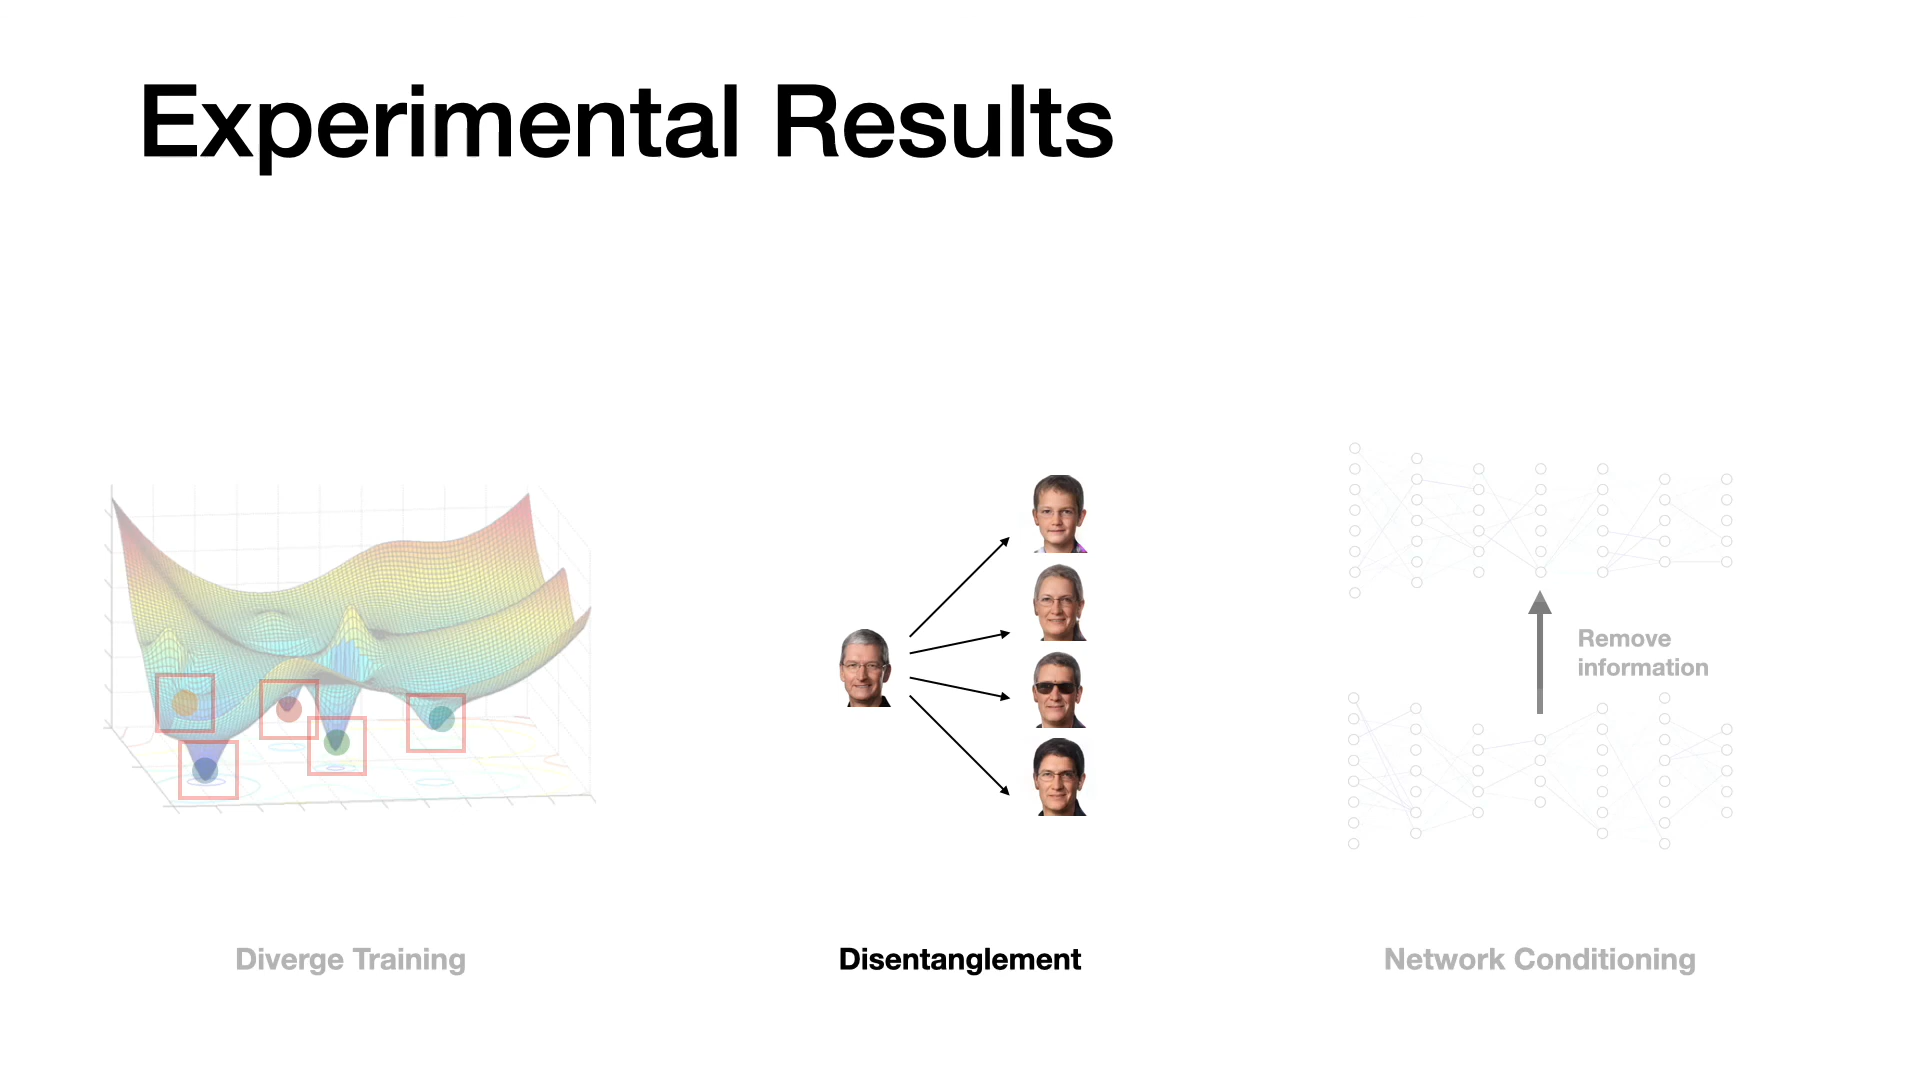 Experimental Results
Remove
information
Diverge Training
Disentanglement
Network Conditioning